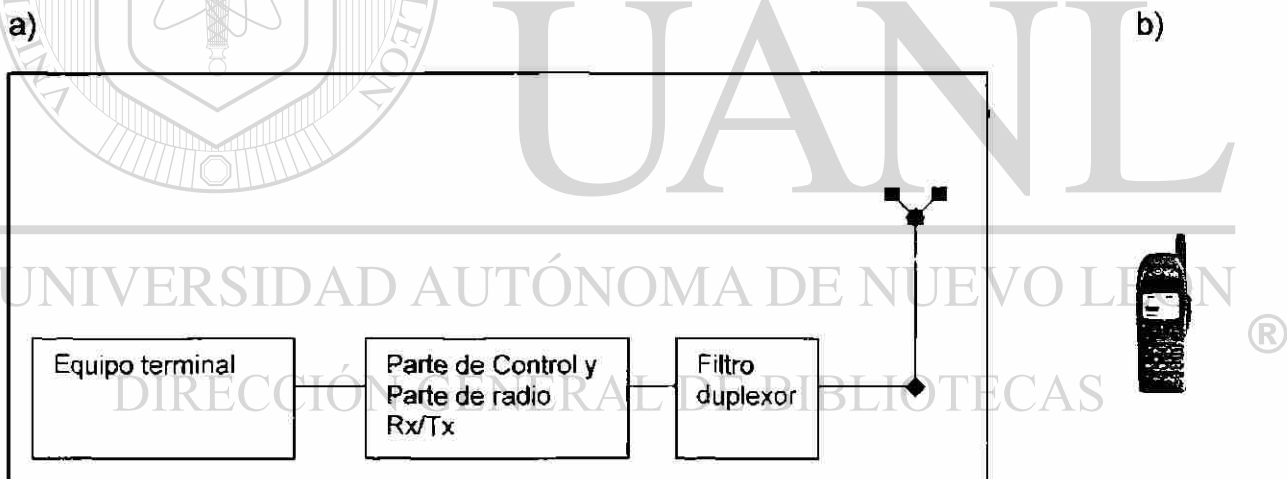 a)
b)
LEON
UANL
UNIVERSIDAD AUTÓNOMA DE NUEVO LEÓN
®
Equipo terminal
Parte de Control y
Parte de radio
Rx/Tx
Filtro
duplexor
DIRECCIÓN GENERAL DE BIBLIOTECAS